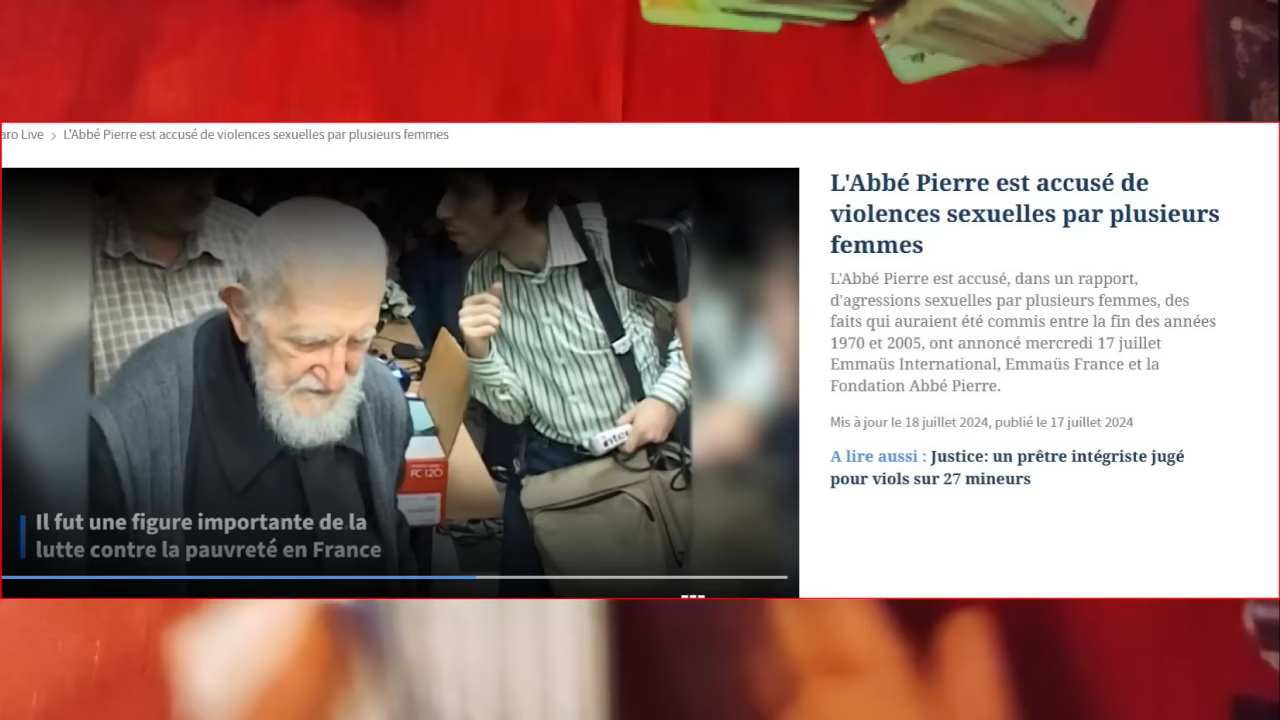 aro Live > L'Abbé Pierre est accusé de violences sexuelles par plusieurs femmes
L'Abbé Pierre est accusé de
violences sexuelles par plusieurs
femmes
L'Abbé Pierre est accusé, dans un rapport,
d'agressions sexuelles par plusieurs femmes, des
faits qui auraient été commis entre la fin des années
1970 et 2005, ont annoncé mercredi 17 juillet
Emmaüs International, Emmaüs France et la
Fondation Abbé Pierre.
Mis à jour le 18 juillet 2024, publié le 17 juillet 2024
A lire aussi : Justice: un prêtre intégriste jugé
pour viols sur 27 mineurs
FC 120
inter
Il fut une figure importante de la
lutte contre la pauvreté en France